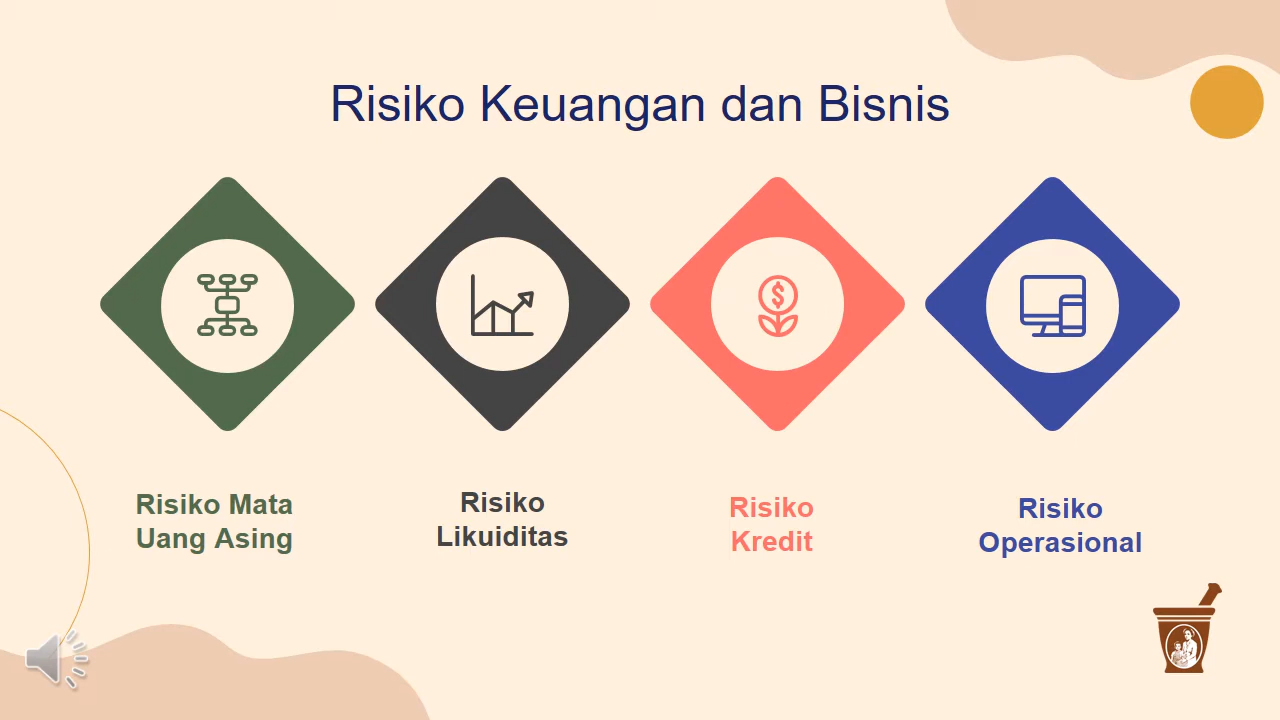 Risiko Keuangan dan Bisnis
Risiko Mata
Uang Asing
Risiko
Likuiditas
Risiko
Kredit
Risiko
Operasional